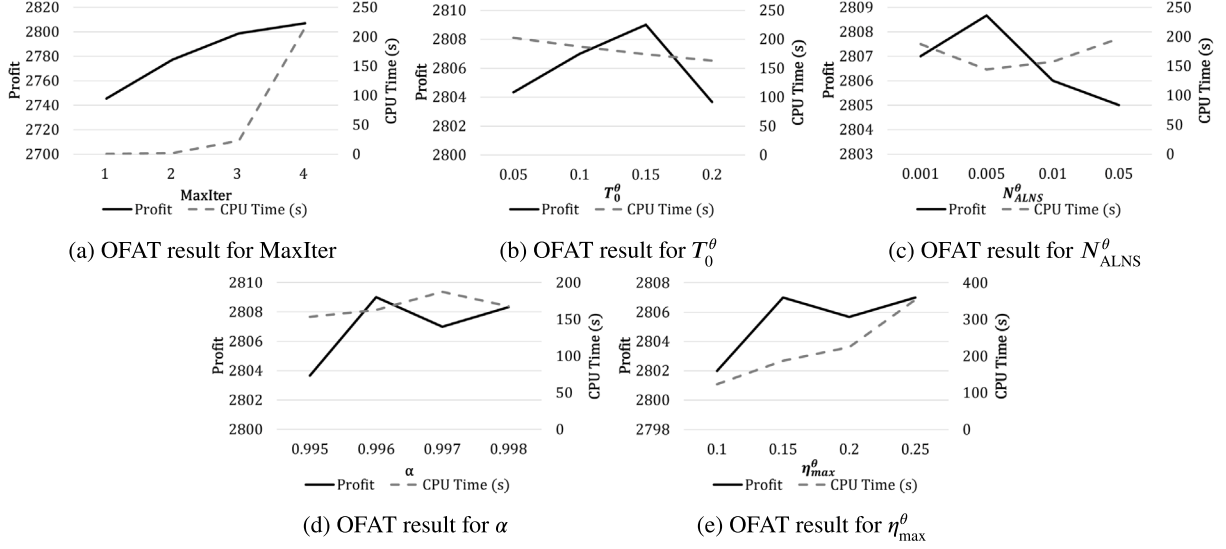 2820
2800
2780
2760
2740
2720
2700
Profit
250
200
150
100
50
0
CPU Time (s)
1 2 3 4
MaxIter
Profit CPU Time (s)
(a) OFAT result for MaxIter
2810
2808
2806
2804
2802
2800
Profit
250
200
150
100
50
0
CPU Time (s)
0.05 0.1 0.15 0.2
T₀^θ
Profit CPU Time (s)
(b) OFAT result for T₀^θ
2809
2808
2807
2806
2805
2804
2803
Profit
250
200
150
100
50
0
CPU Time (s)
0.001 0.005 0.01 0.05
N_ALNS^θ
Profit CPU Time (s)
(c) OFAT result for N_ALNS^θ
2810
2808
2806
2804
2802
2800
Profit
200
150
100
50
0
CPU Time (s)
0.995 0.996 0.997 0.998
α
Profit CPU Time (s)
(d) OFAT result for α
2808
2806
2804
2802
2800
2798
Profit
400
300
200
100
0
CPU Time (s)
0.1 0.15 0.2 0.25
η_max^θ
Profit CPU Time (s)
(e) OFAT result for η_max^θ